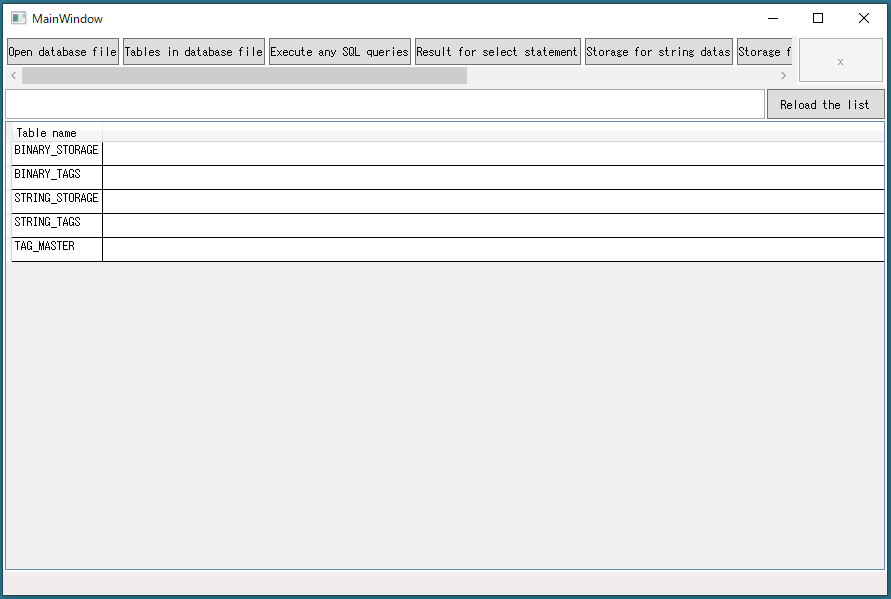 MainWindow
Open database file Tables in database file Execute any SQL queries Result for select statement Storage for string datas Storage f
x
Reload the list
Table name
BINARY_STORAGE
BINARY_TAGS
STRING_STORAGE
STRING_TAGS
TAG_MASTER